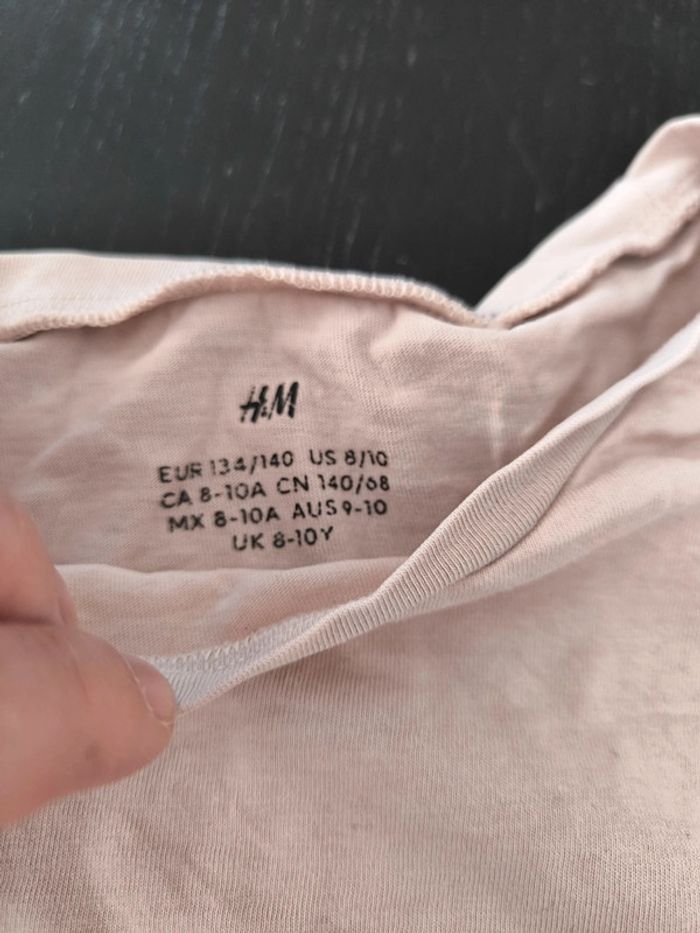 H&M
EUR 134/140 US 8/10
CA 8-10A CN 140/68
MX 8-10A AUS 9-10
UK 8-10Y